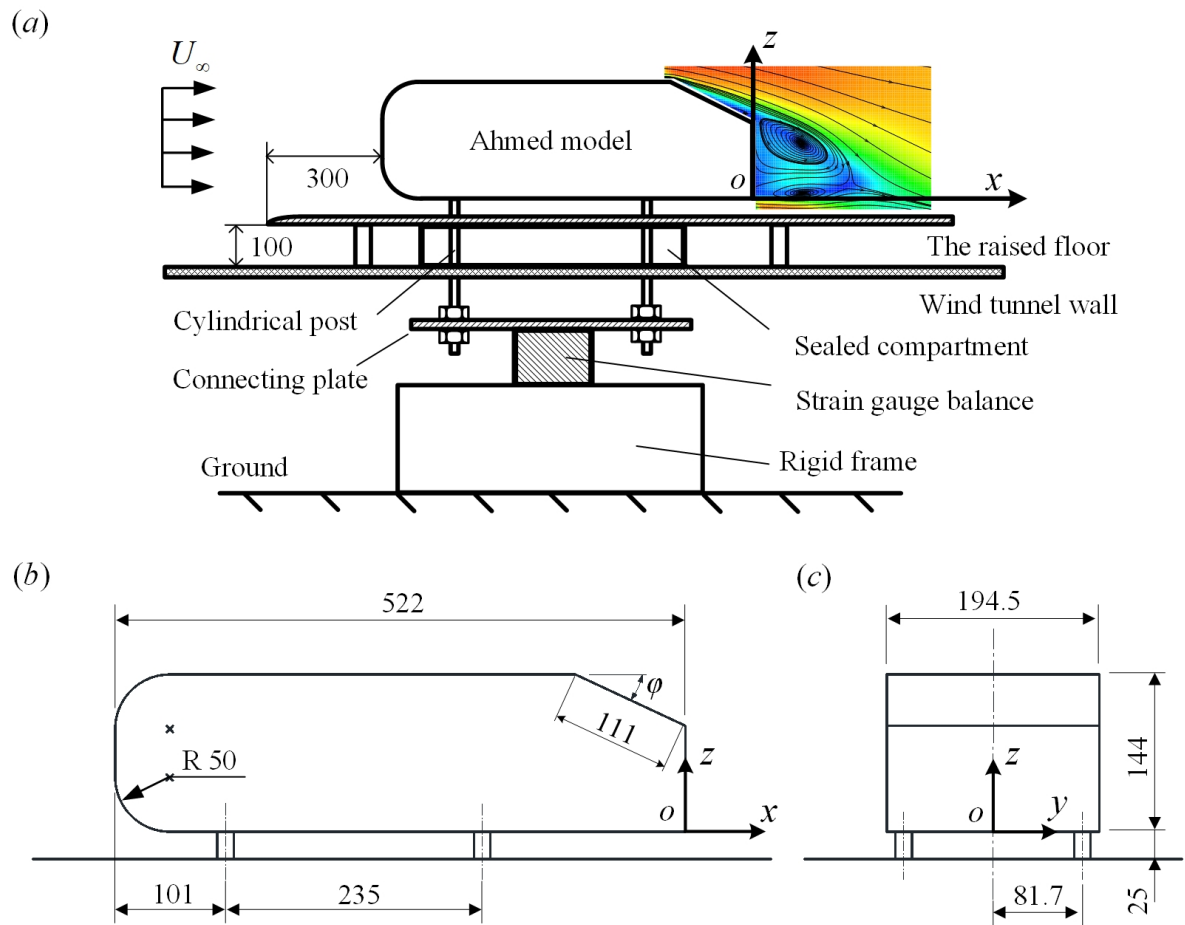 (a)
U∞
z
Ahmed model
300
o
x
100
The raised floor
Wind tunnel wall
Cylindrical post
Sealed compartment
Connecting plate
Strain gauge balance
Ground
Rigid frame
(b)
(c)
522
194.5
φ
111
R 50
z
o
x
z
o
y
144
101
235
81.7
25